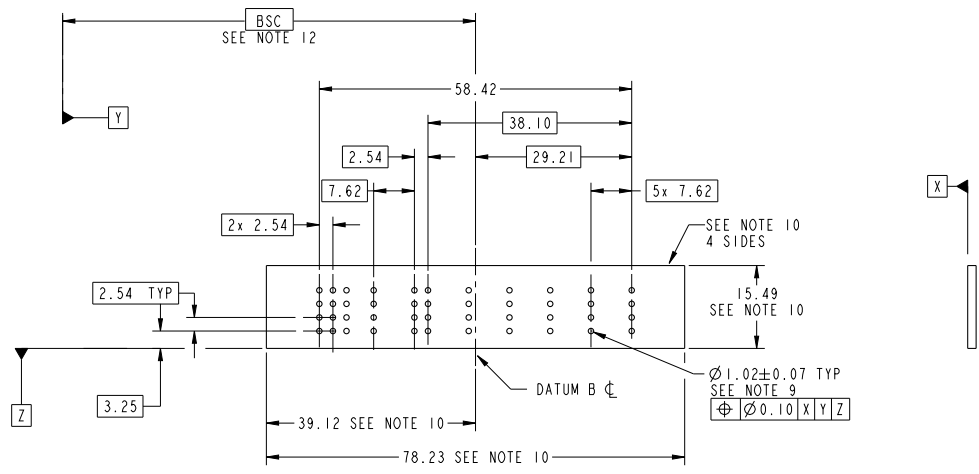 BSC
SEE NOTE 12
58.42
Y
38.10
2.54
29.21
X
7.62
5x 7.62
2x 2.54
SEE NOTE 10
4 SIDES
2.54 TYP
15.49
SEE NOTE 10
Z
3.25
DATUM B ℄
Ø1.02±0.07 TYP
SEE NOTE 9
⌖ Ø0.10 X Y Z
39.12 SEE NOTE 10
78.23 SEE NOTE 10